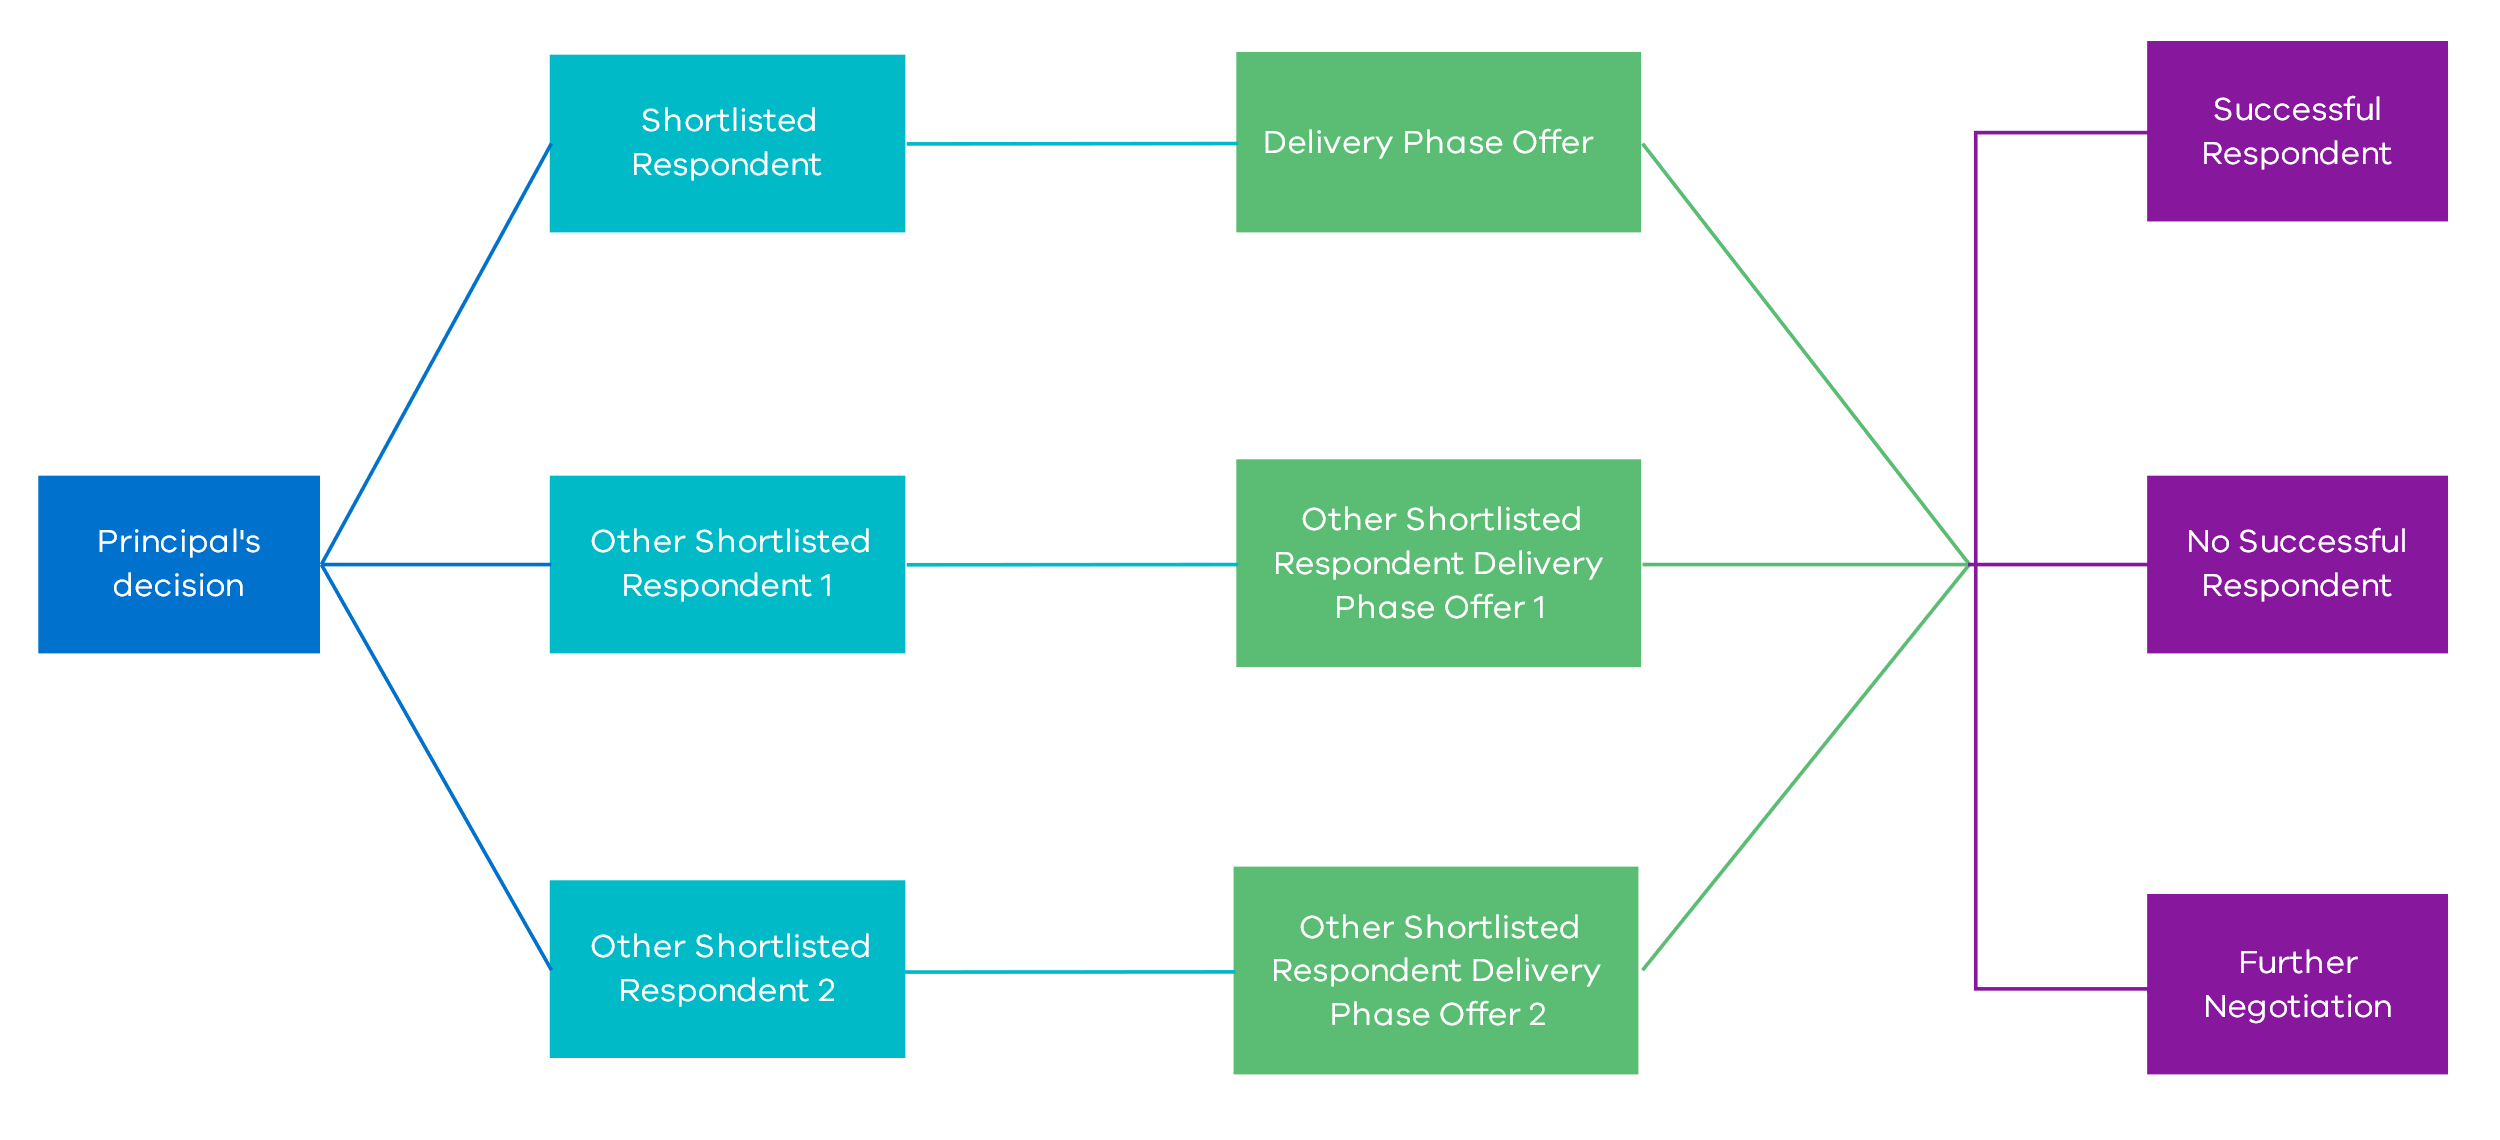 Shortlisted
Respondent
Delivery Phase Offer
Successful
Respondent
Principal's
decision
Other Shortlisted
Respondent 1
Other Shortlisted
Respondent Delivery
Phase Offer 1
No Successful
Respondent
Other Shortlisted
Respondent 2
Other Shortlisted
Respondent Delivery
Phase Offer 2
Further
Negotiation